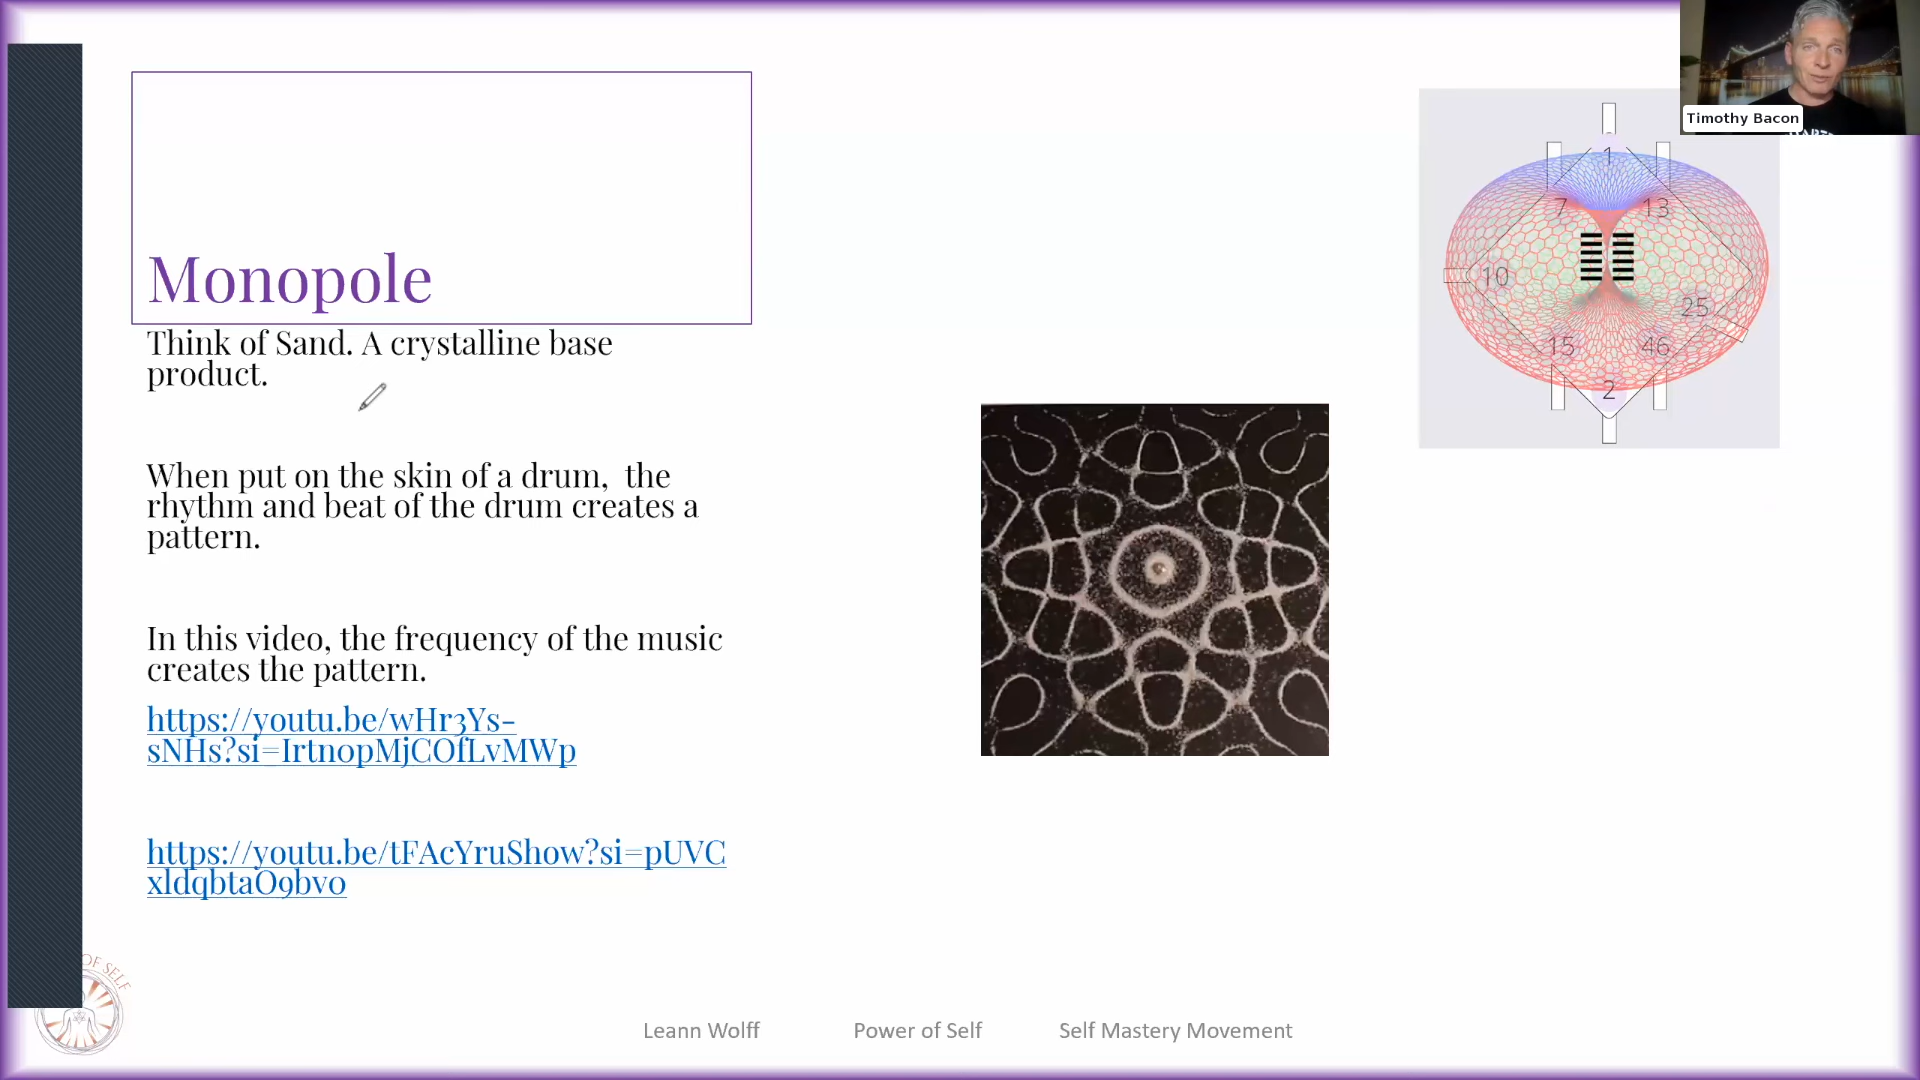 Timothy Bacon
Monopole
Think of Sand. A crystalline base
product.
When put on the skin of a drum,  the
rhythm and beat of the drum creates a
pattern.
In this video, the frequency of the music
creates the pattern.
https://youtu.be/wHr3Ys-
sNHs?si=IrtnopMjCOfLvMWp
https://youtu.be/tFAcYruShow?si=pUVC
xldqbtaO9bvo
1
7
13
10
25
15
46
2
OF SELF
Leann Wolff
Power of Self
Self Mastery Movement